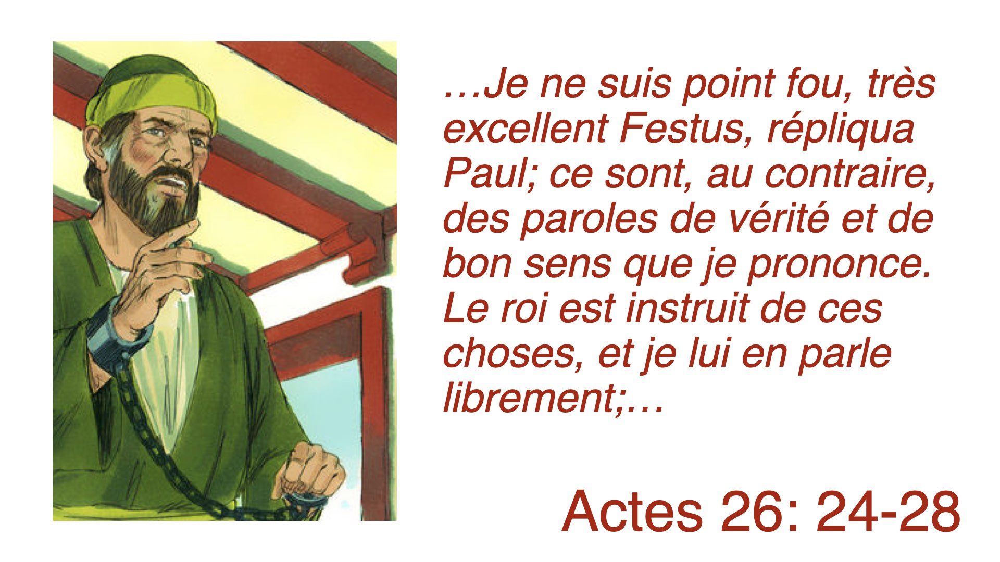 …Je ne suis point fou, très
excellent Festus, répliqua
Paul; ce sont, au contraire,
des paroles de vérité et de
bon sens que je prononce.
Le roi est instruit de ces
choses, et je lui en parle
librement;…
Actes 26: 24-28